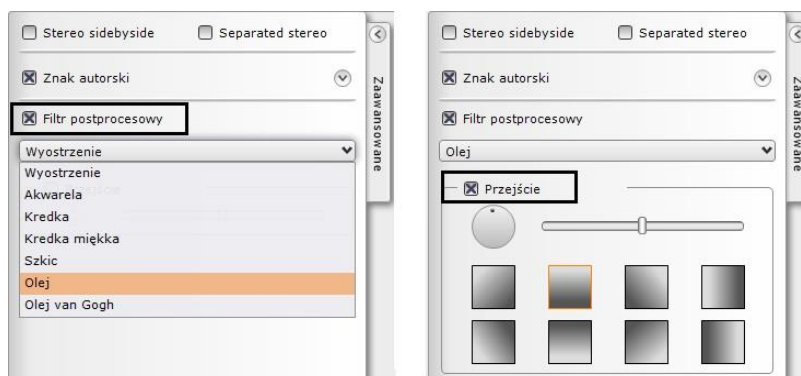 Stereo sidebyside Separated stereo
Znak autorski
Filtr postprocesowy
Wyostrzenie
Wyostrzenie
Akwarela
Kredka
Kredka miękka
Szkic
Olej
Olej van Gogh
Zaawansowane
Stereo sidebyside Separated stereo
Znak autorski
Filtr postprocesowy
Olej
Przejście
Zaawansowane